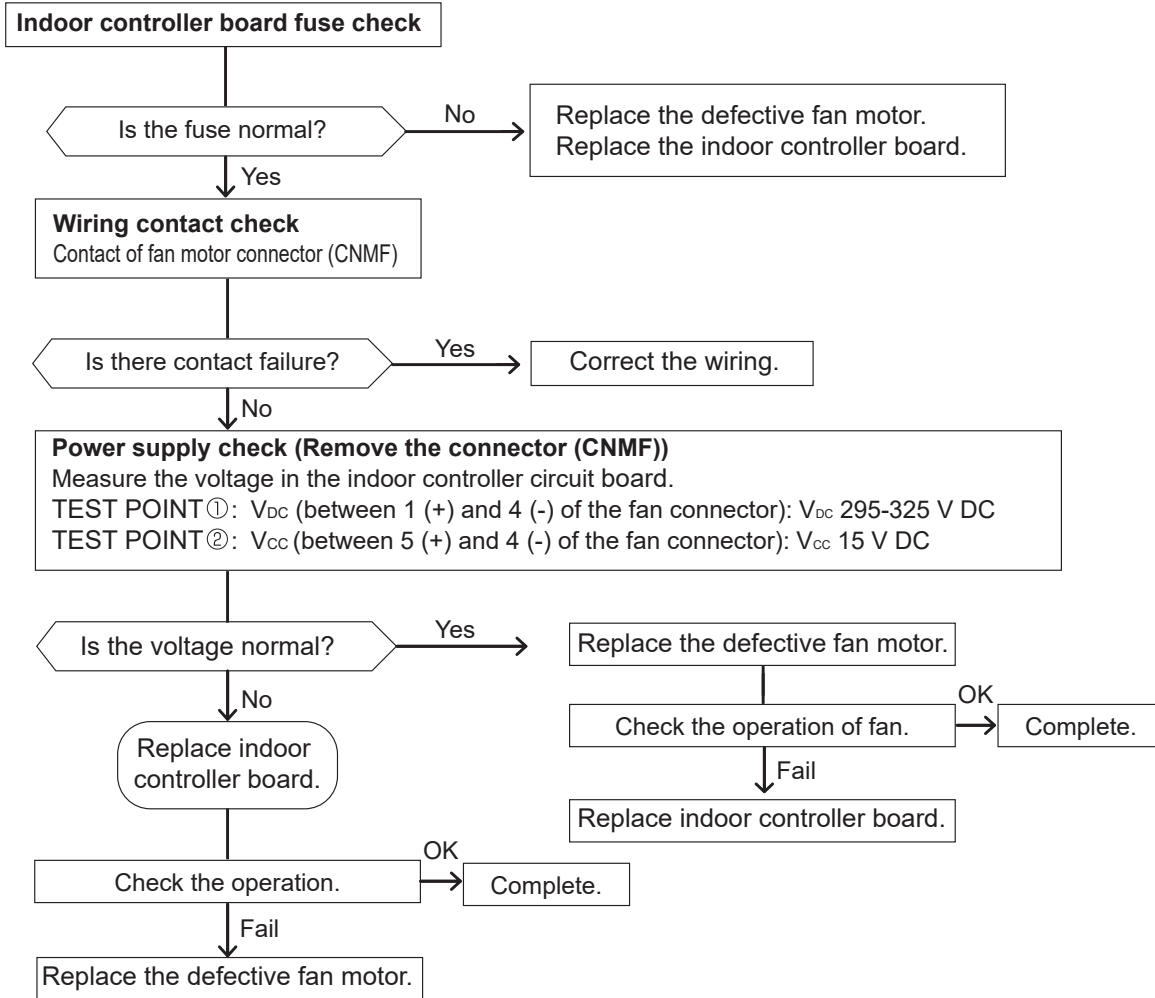 Indoor controller board fuse check
Is the fuse normal?
No
Replace the defective fan motor.
Replace the indoor controller board.
Yes
Wiring contact check
Contact of fan motor connector (CNMF)
Is there contact failure?
Yes
Correct the wiring.
No
Power supply check (Remove the connector (CNMF))
Measure the voltage in the indoor controller circuit board.
TEST POINT①: VDC (between 1 (+) and 4 (-) of the fan connector): VDC 295-325 V DC
TEST POINT②: VCC (between 5 (+) and 4 (-) of the fan connector): VCC 15 V DC
Is the voltage normal?
Yes
Replace the defective fan motor.
No
Check the operation of fan.
OK
Complete.
Fail
Replace indoor controller board.
Replace indoor
controller board.
Check the operation.
OK
Complete.
Fail
Replace the defective fan motor.